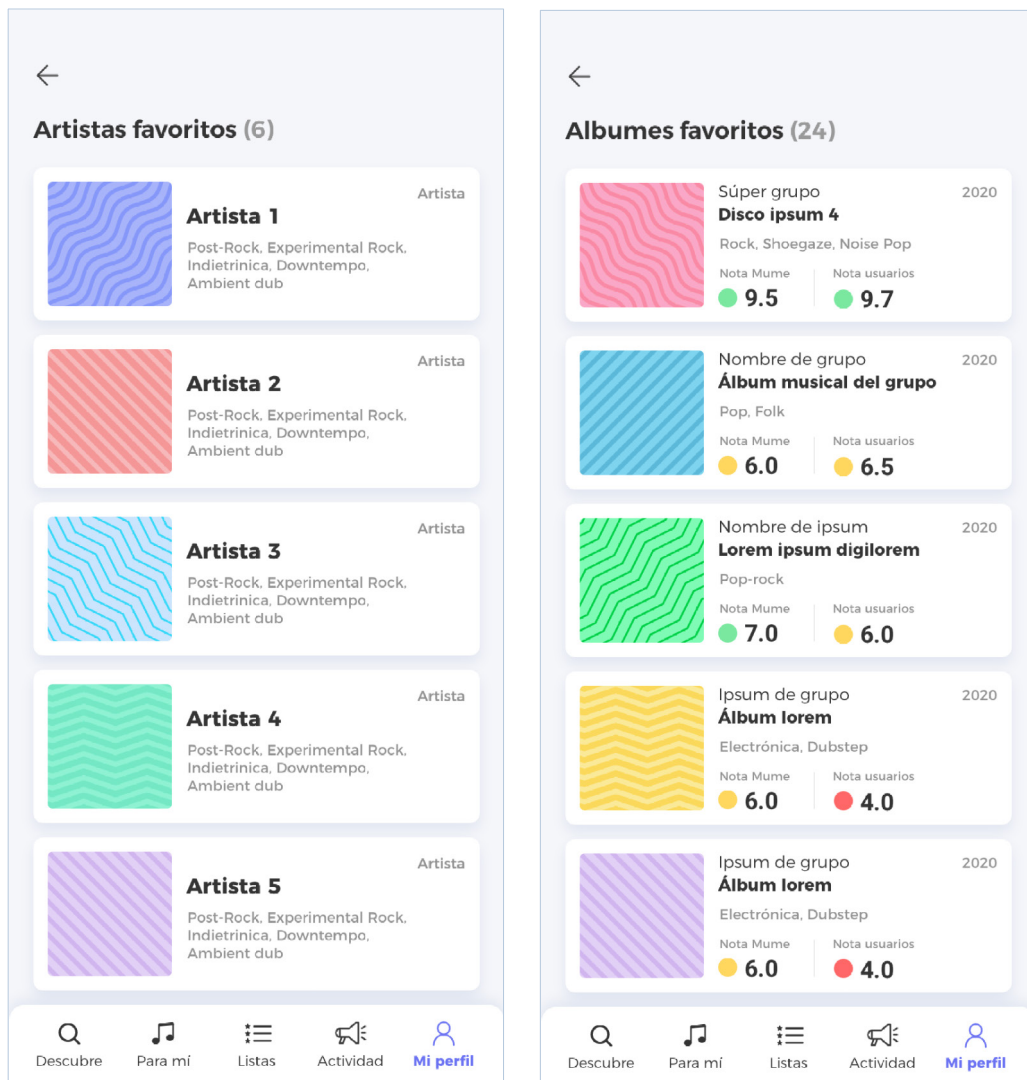 Artistas favoritos (6)
Artista
Artista 1
Post-Rock, Experimental Rock,
Indietrinica, Downtempo,
Ambient dub
Artista
Artista 2
Post-Rock, Experimental Rock,
Indietrinica, Downtempo,
Ambient dub
Artista
Artista 3
Post-Rock, Experimental Rock,
Indietrinica, Downtempo,
Ambient dub
Artista
Artista 4
Post-Rock, Experimental Rock,
Indietrinica, Downtempo,
Ambient dub
Artista
Artista 5
Post-Rock, Experimental Rock,
Indietrinica, Downtempo,
Ambient dub
Descubre Para mí Listas Actividad Mi perfil
Albumes favoritos (24)
Súper grupo 2020
Disco ipsum 4
Rock, Shoegaze, Noise Pop
Nota Mume Nota usuarios
9.5 9.7
Nombre de grupo 2020
Álbum musical del grupo
Pop, Folk
Nota Mume Nota usuarios
6.0 6.5
Nombre de ipsum 2020
Lorem ipsum digilorem
Pop-rock
Nota Mume Nota usuarios
7.0 6.0
Ipsum de grupo 2020
Álbum lorem
Electrónica, Dubstep
Nota Mume Nota usuarios
6.0 4.0
Ipsum de grupo 2020
Álbum lorem
Electrónica, Dubstep
Nota Mume Nota usuarios
6.0 4.0
Descubre Para mí Listas Actividad Mi perfil